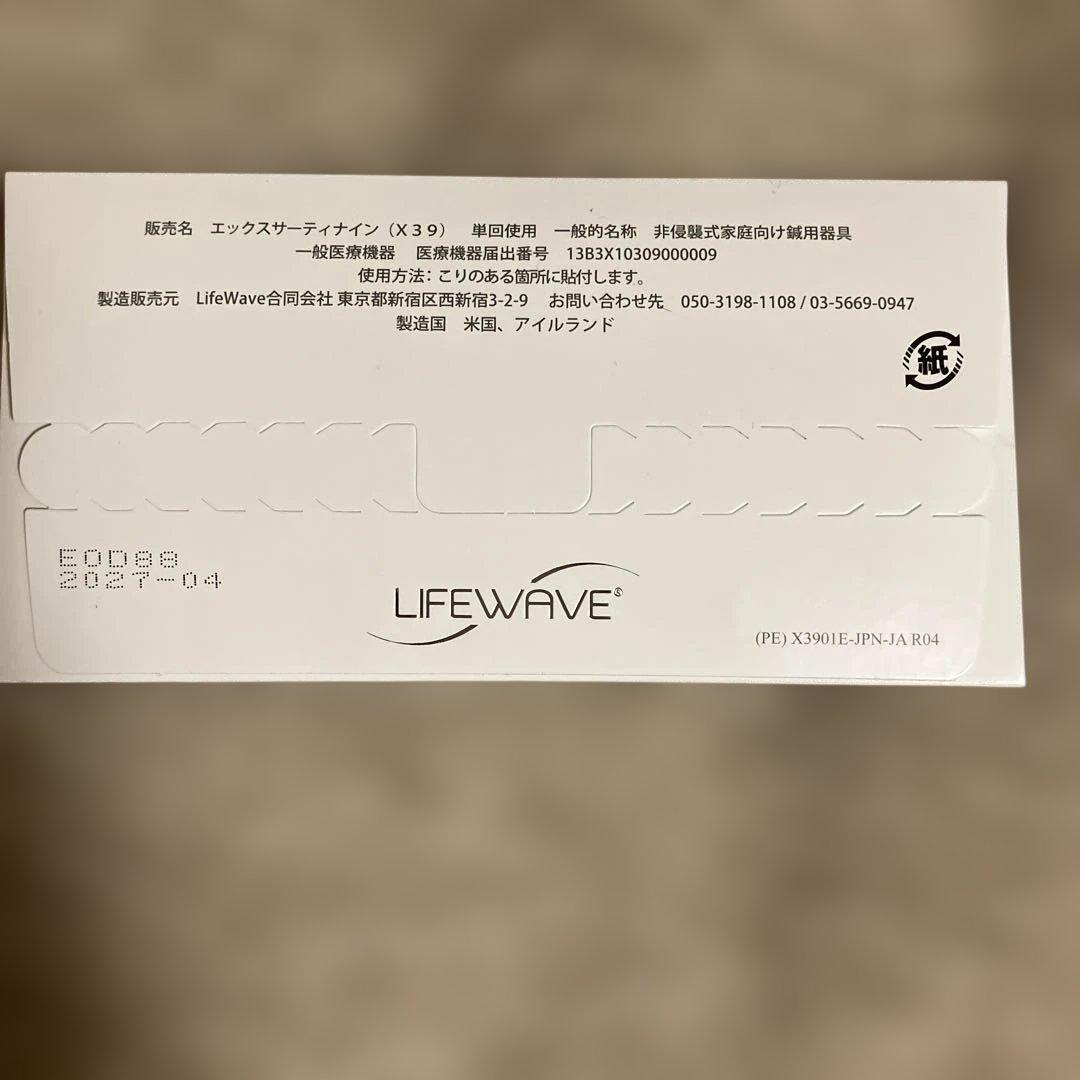 販売名　エックスサーティナイン（X39）　単回使用　一般的名称　非侵襲式家庭向け鍼用器具
一般医療機器　医療機器届出番号　13B3X10309000009
使用方法：こりのある箇所に貼付します。
製造販売元　LifeWave合同会社 東京都新宿区西新宿3-2-9　お問い合わせ先　050-3198-1108 / 03-5669-0947
製造国　米国、アイルランド
紙
EOD88
2027-04
LIFEWAVE®
(PE) X3901E-JPN-JA R04